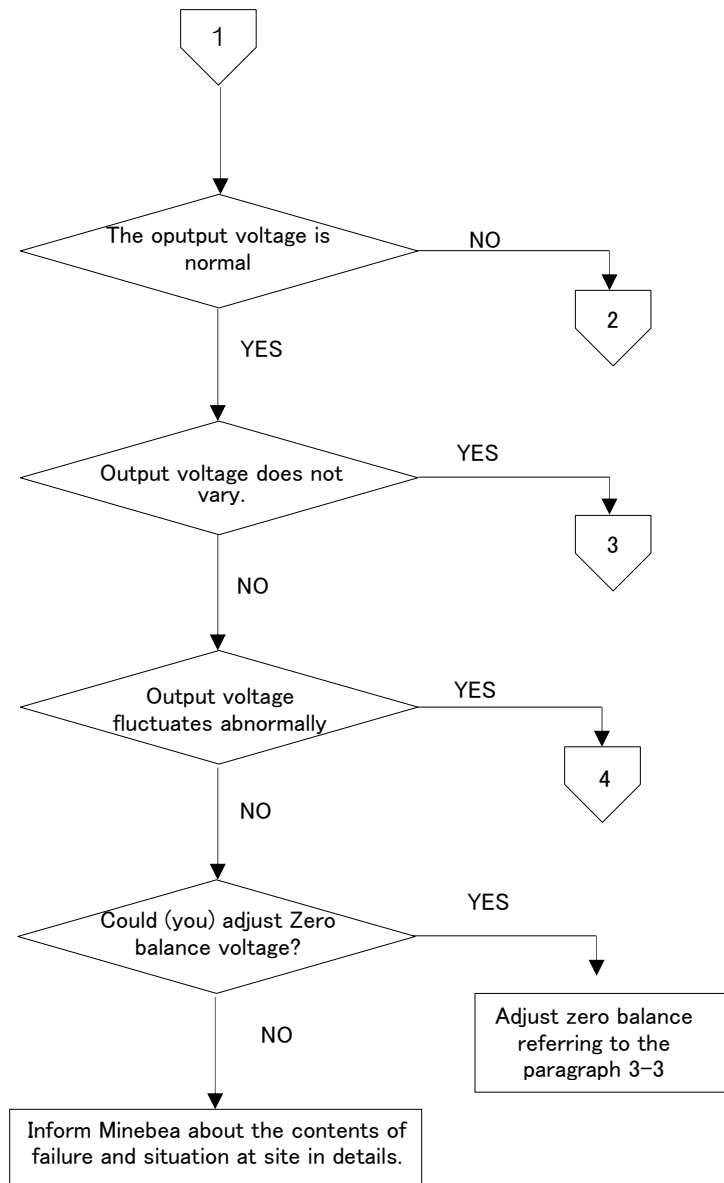 1
The oputput voltage is
normal
NO
2
YES
Output voltage does not
vary.
YES
3
NO
Output voltage
fluctuates abnormally
YES
4
NO
Could (you) adjust Zero
balance voltage?
YES
Adjust zero balance
referring to the
paragraph 3-3
NO
Inform Minebea about the contents of
failure and situation at site in details.